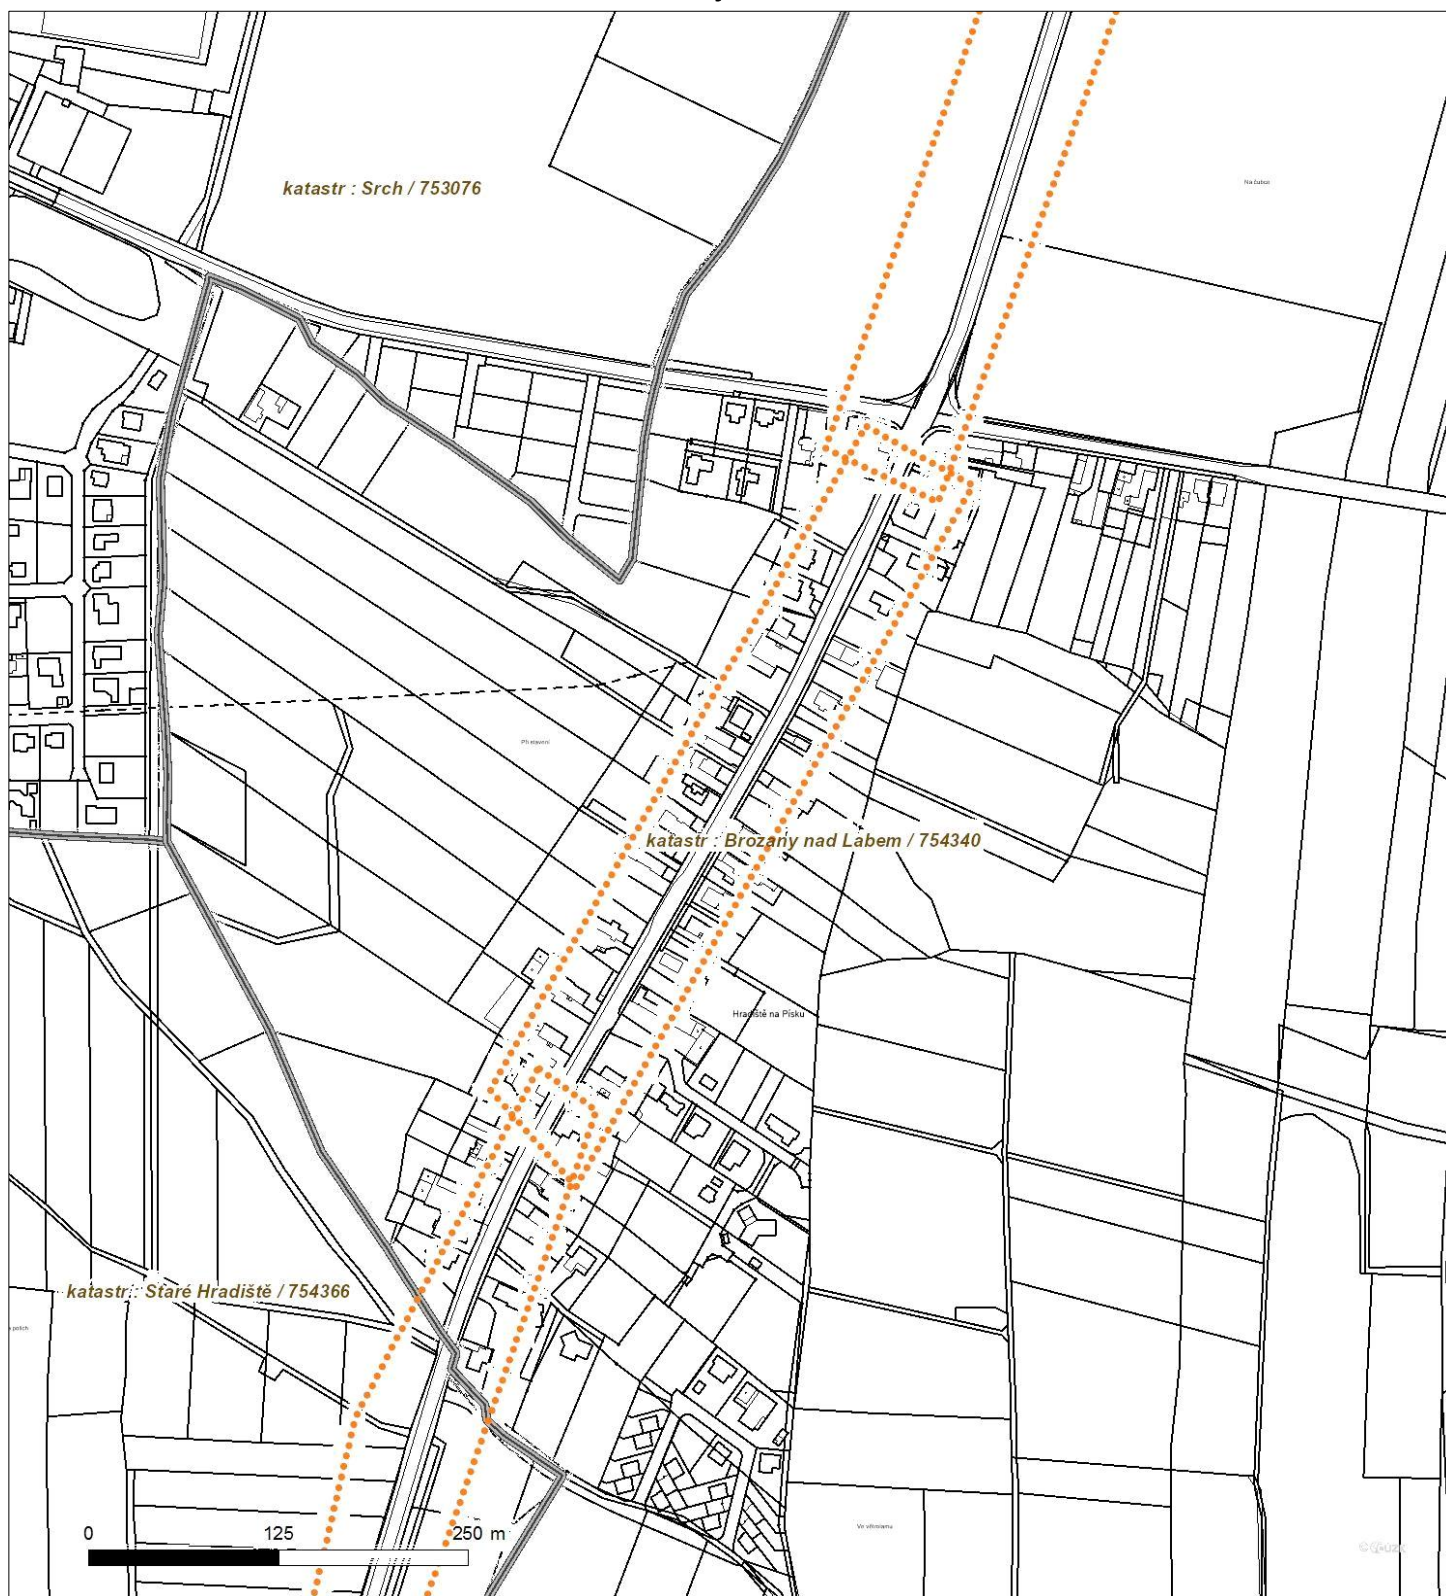 katastr : Srch / 753076
katastr : Brozany nad Labem / 754340
Hradiště na Písku
katastr : Staré Hradiště / 754366
0 125 250 m